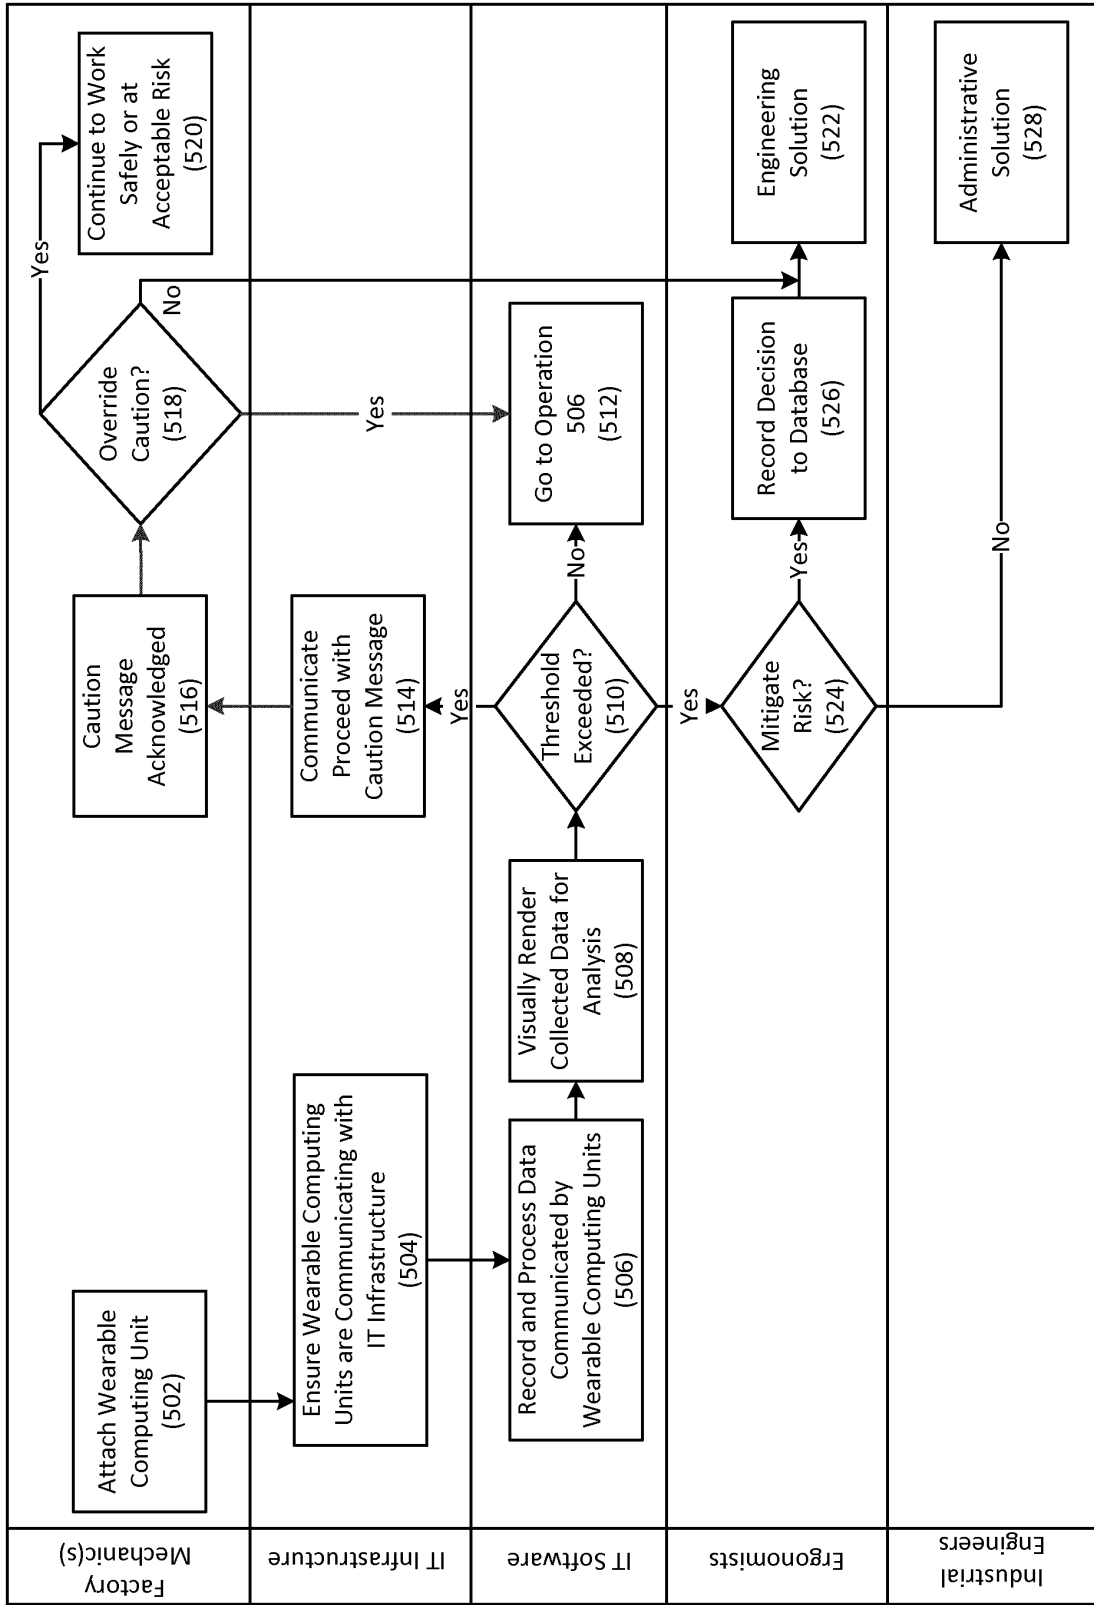 Factory
Mechanic(s)
Attach Wearable
Computing Unit
(502)
Caution
Message
Acknowledged
(516)
Override
Caution?
(518)
Yes
No
Yes
Continue to Work
Safely or at
Acceptable Risk
(520)
IT Infrastructure
Ensure Wearable Computing
Units are Communicating with
IT Infrastructure
(504)
Communicate
Proceed with
Caution Message
(514)
Yes
IT Software
Record and Process Data
Communicated by
Wearable Computing Units
(506)
Visually Render
Collected Data for
Analysis
(508)
Threshold
Exceeded?
(510)
No
Go to Operation
506
(512)
Yes
Ergonomists
Mitigate
Risk?
(524)
Yes
Record Decision
to Database
(526)
Engineering
Solution
(522)
Industrial
Engineers
No
Administrative
Solution
(528)